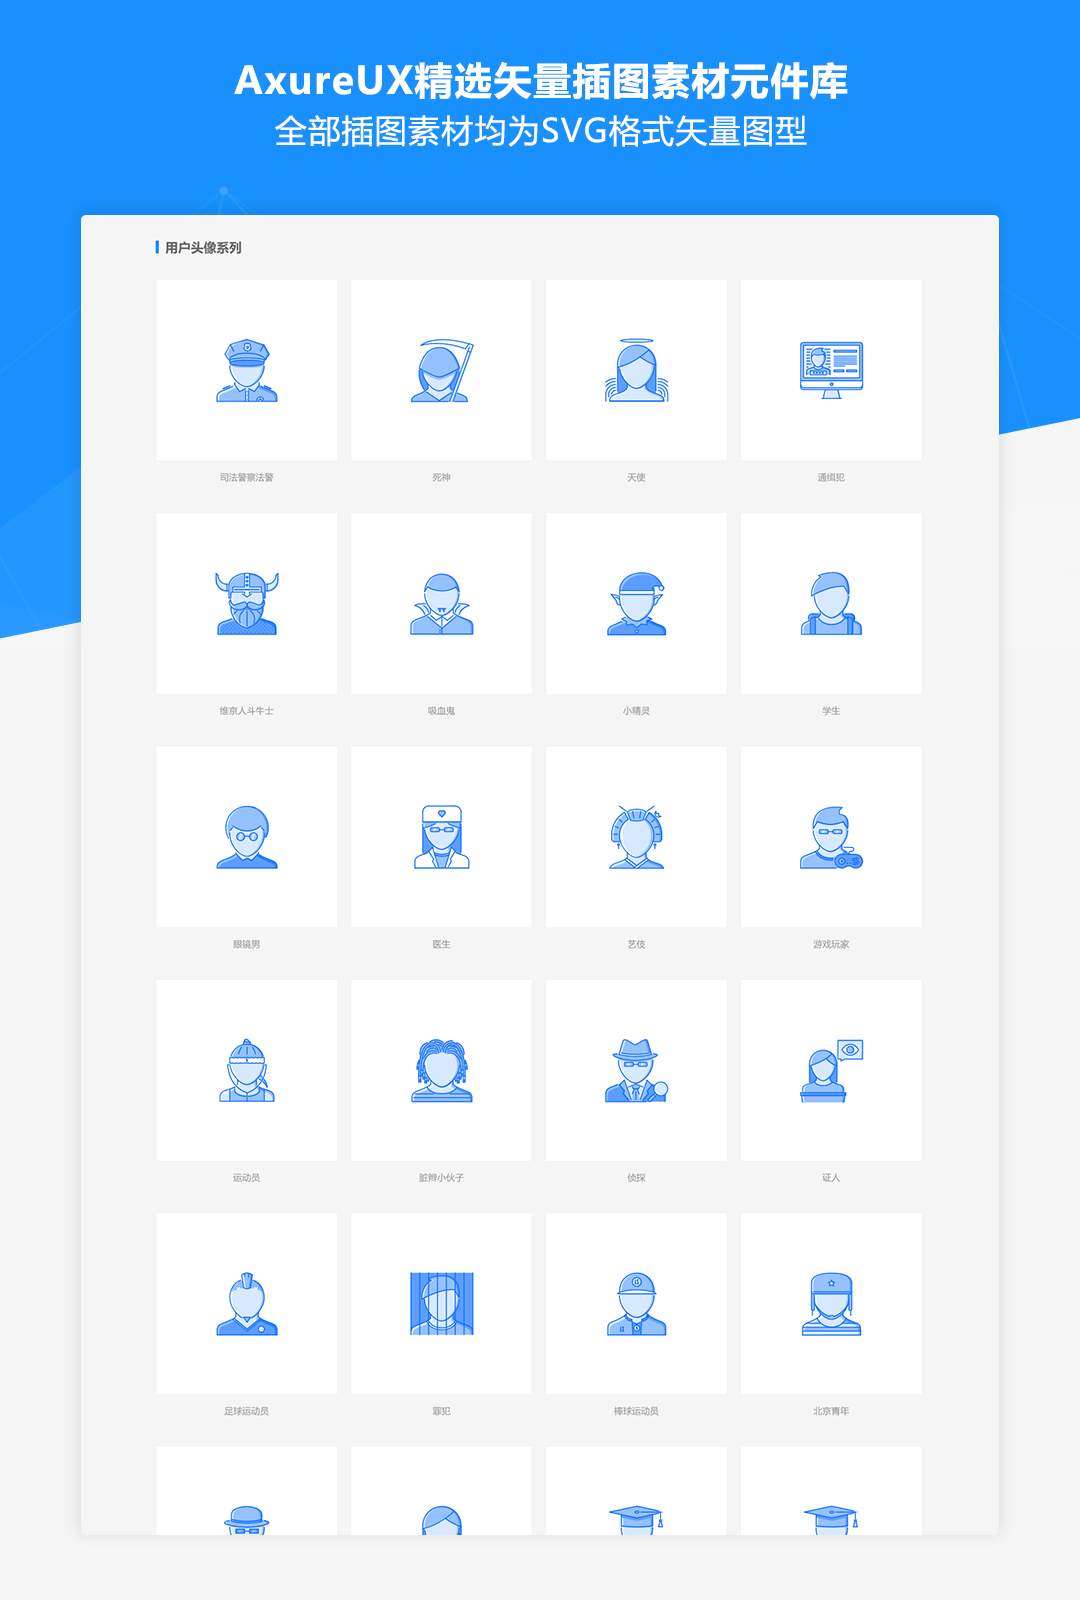 AxureUX精选矢量插图素材元件库
全部插图素材均为SVG格式矢量图型
用户头像系列
司法警察法警
死神
天使
通缉犯
维京人斗牛士
吸血鬼
小精灵
学生
眼镜男
医生
艺伎
游戏玩家
运动员
脏辫小伙子
侦探
证人
足球运动员
罪犯
棒球运动员
北京青年